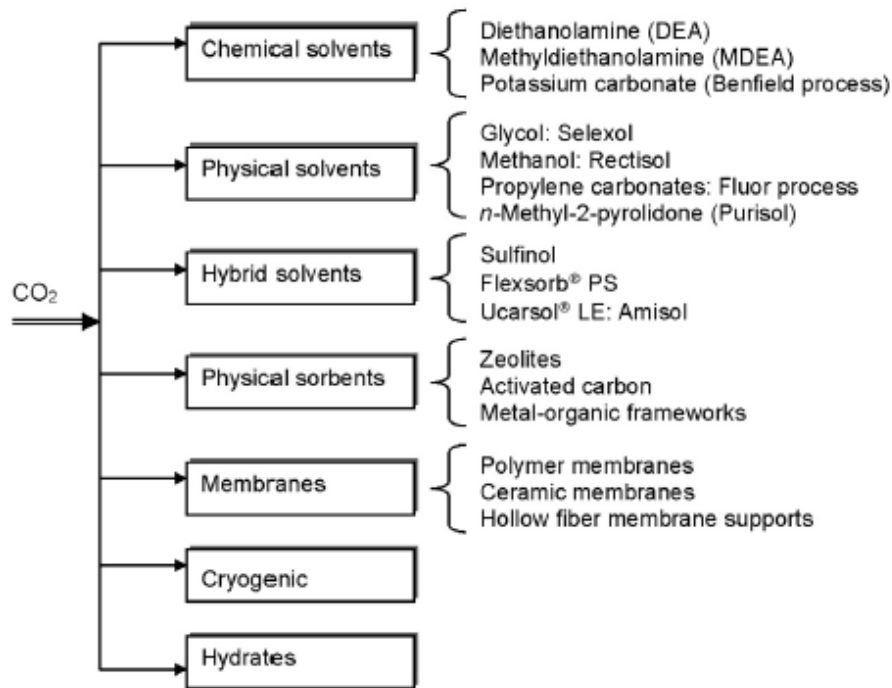 Chemical solvents
Diethanolamine (DEA)
Methyldiethanolamine (MDEA)
Potassium carbonate (Benfield process)
Physical solvents
Glycol: Selexol
Methanol: Rectisol
Propylene carbonates: Fluor process
n-Methyl-2-pyrolidone (Purisol)
Hybrid solvents
Sulfinol
Flexsorb® PS
Ucarsol® LE: Amisol
CO₂
Physical sorbents
Zeolites
Activated carbon
Metal-organic frameworks
Membranes
Polymer membranes
Ceramic membranes
Hollow fiber membrane supports
Cryogenic
Hydrates